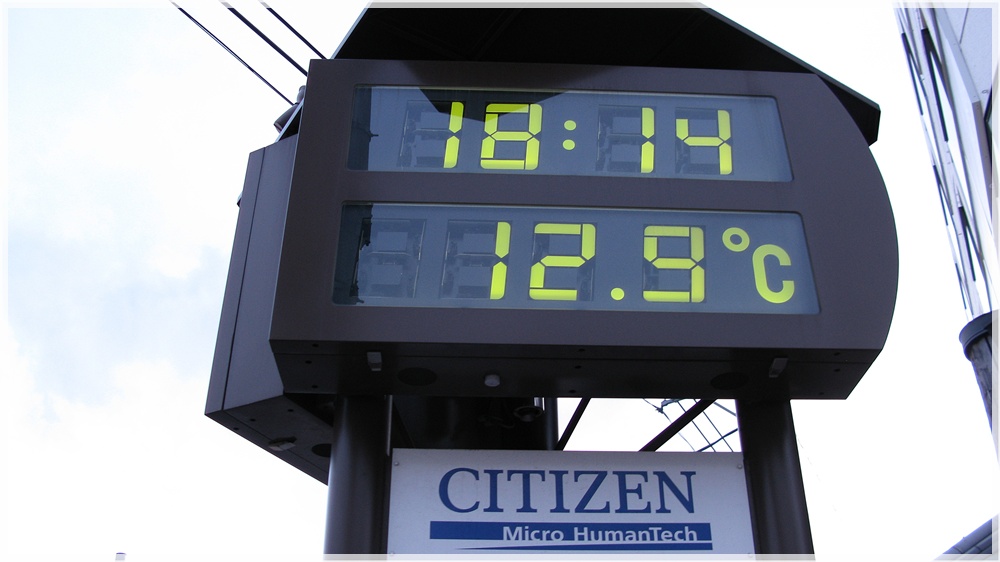 18:14
12.9°C
CITIZEN
Micro HumanTech